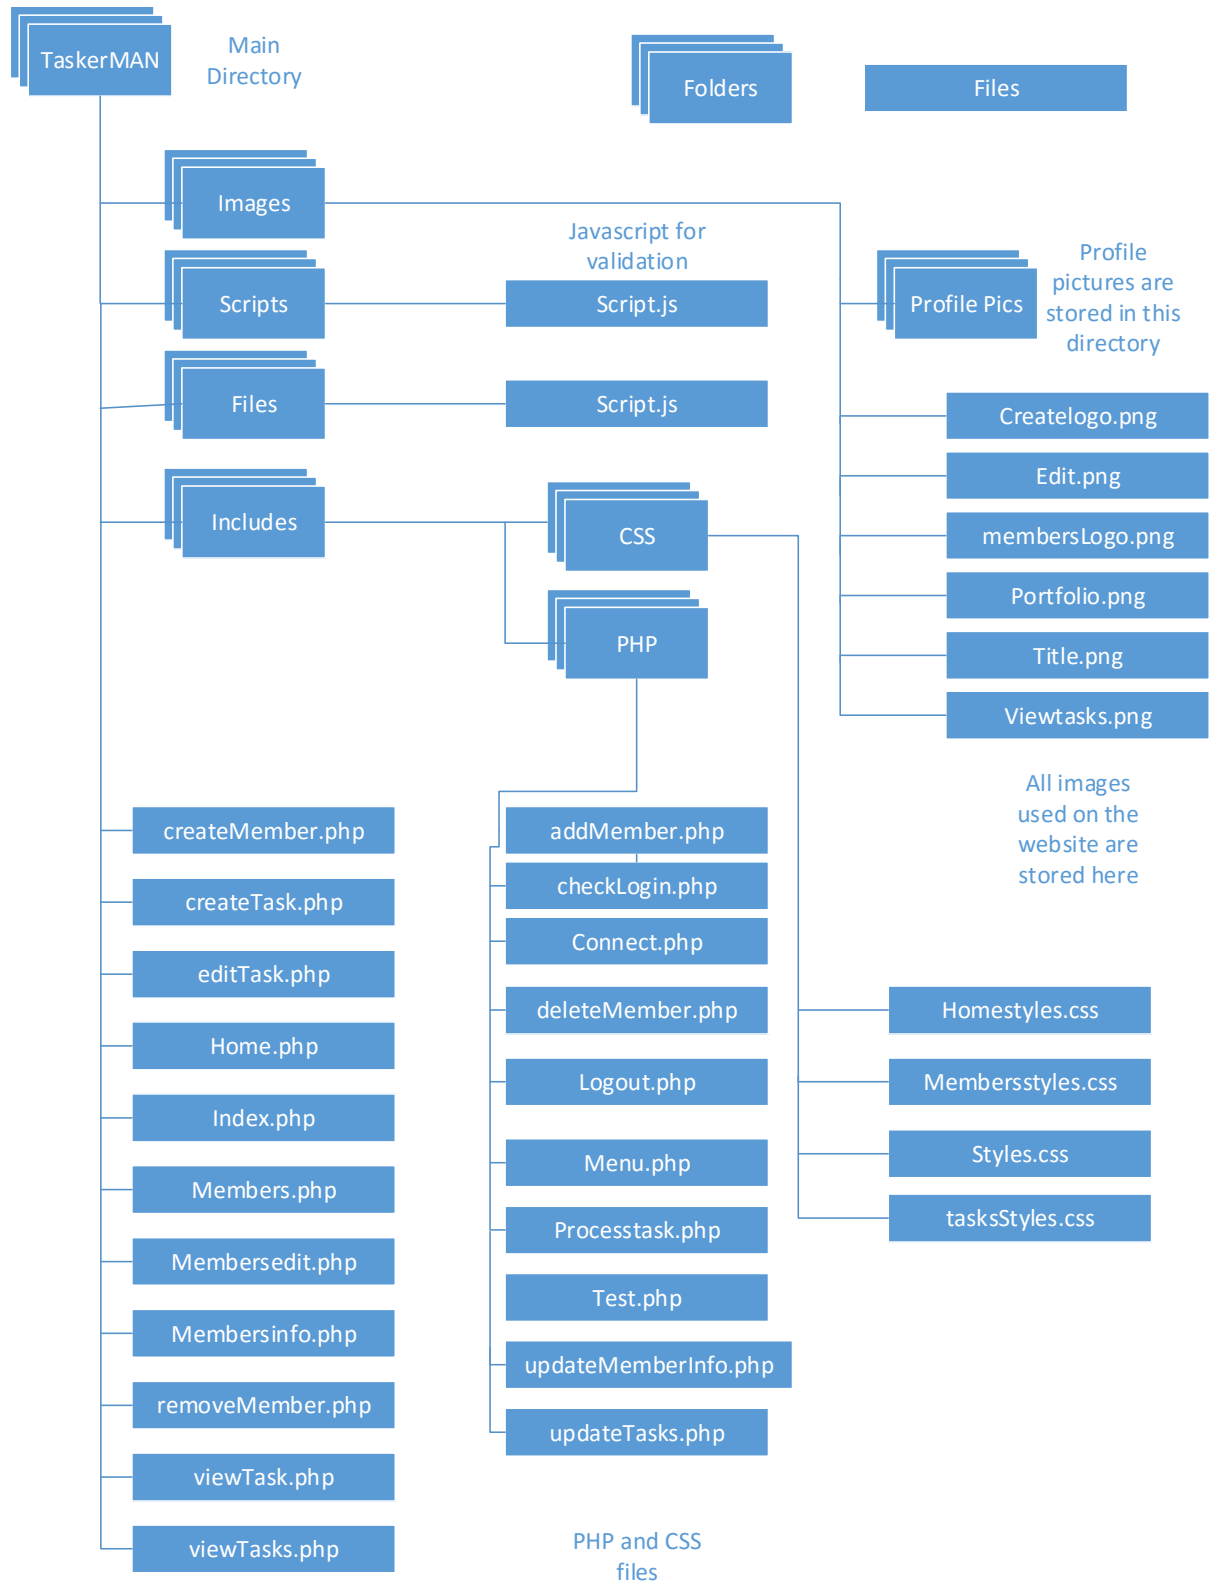 TaskerMAN
Main
Directory
Folders
Files
Images
Javascript for
validation
Profile
pictures are
stored in this
directory
Scripts
Script.js
Profile Pics
Files
Script.js
Createlogo.png
Edit.png
Includes
CSS
membersLogo.png
Portfolio.png
PHP
Title.png
Viewtasks.png
All images
used on the
website are
stored here
createMember.php
createTask.php
editTask.php
Home.php
Index.php
Members.php
Membersedit.php
Membersinfo.php
removeMember.php
viewTask.php
viewTasks.php
addMember.php
checkLogin.php
Connect.php
deleteMember.php
Logout.php
Menu.php
Processtask.php
Test.php
updateMemberInfo.php
updateTasks.php
Homestyles.css
Membersstyles.css
Styles.css
tasksStyles.css
PHP and CSS
files